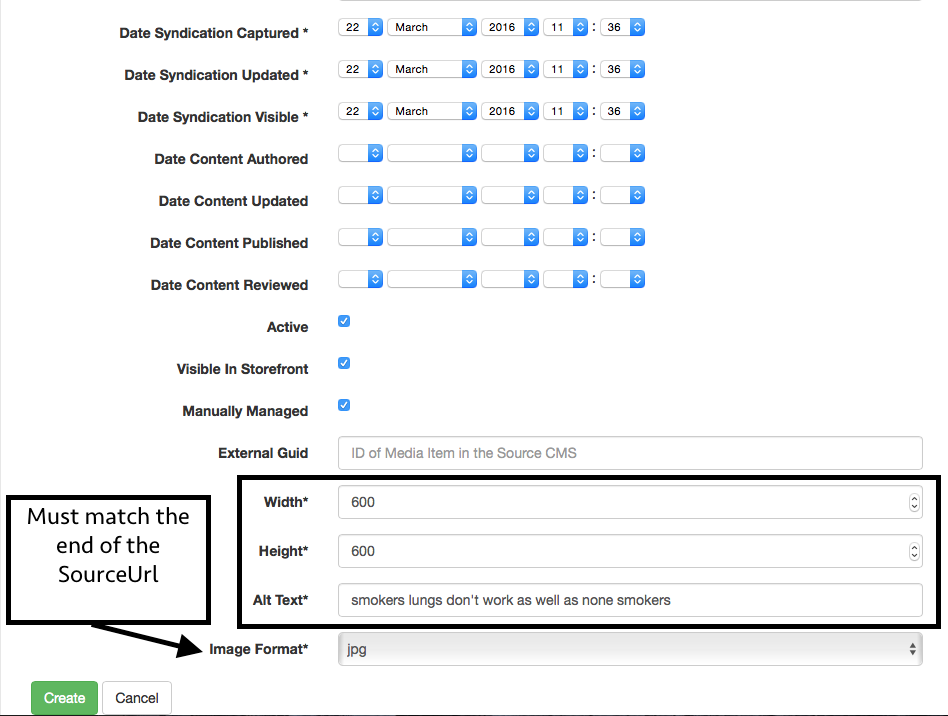 Date Syndication Captured * 22 March 2016 11 : 36
Date Syndication Updated * 22 March 2016 11 : 36
Date Syndication Visible * 22 March 2016 11 : 36
Date Content Authored :
Date Content Updated :
Date Content Published :
Date Content Reviewed :
Active
Visible In Storefront
Manually Managed
External Guid ID of Media Item in the Source CMS
Width* 600
Height* 600
Alt Text* smokers lungs don't work as well as none smokers
Must match the
end of the
SourceUrl
Image Format* jpg
Create Cancel